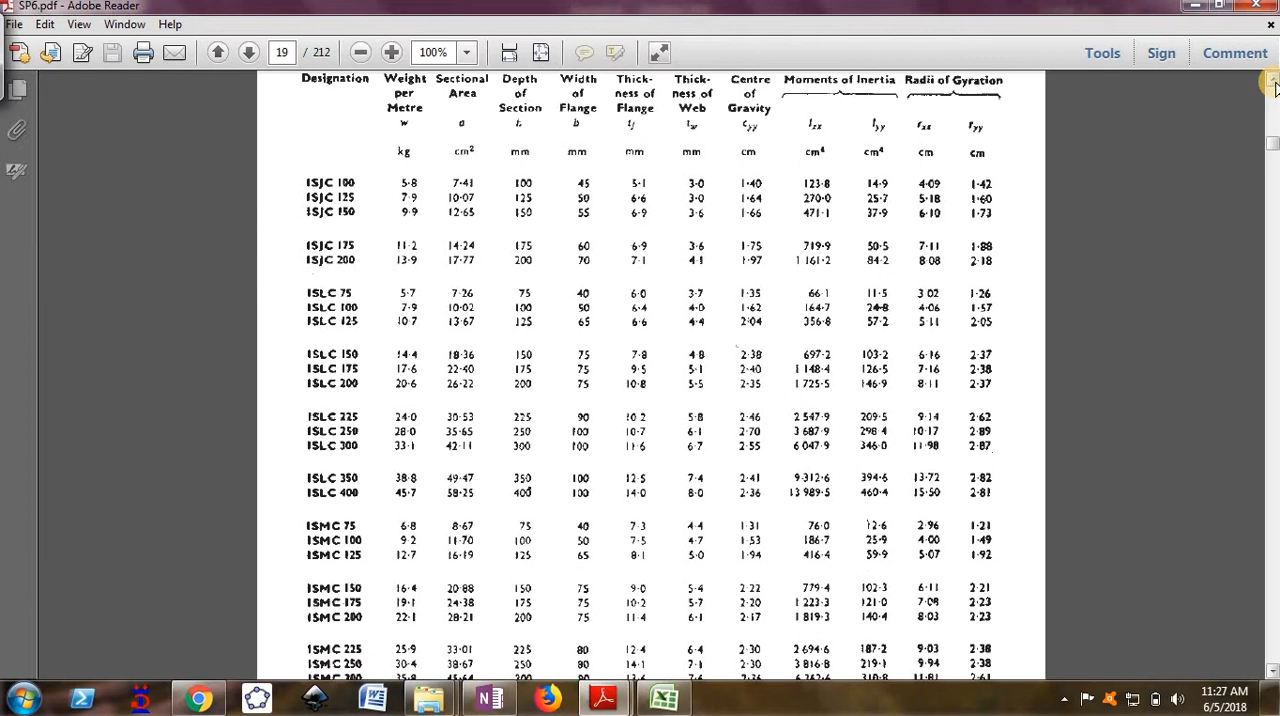 SP6.pdf - Adobe Reader
File Edit View Window Help
19 / 212 100% Tools Sign Comment
Designation Weight per Metre Sectional Area Depth of Section Width of Flange Thick-ness of Flange Thick-ness of Web Centre of Gravity Moments of Inertia Radii of Gyration
w a h b tf tw cyy Ixx Iyy rxx ryy
kg cm² mm mm mm mm cm cm⁴ cm⁴ cm cm
ISJC 100 5·8 7·41 100 45 5·1 3·0 1·40 123·8 14·9 4·09 1·42
ISJC 125 7·9 10·07 125 50 6·6 3·0 1·64 270·0 25·7 5·18 1·60
ISJC 150 9·9 12·65 150 55 6·9 3·6 1·66 471·1 37·9 6·10 1·73
ISJC 175 11·2 14·24 175 60 6·9 3·6 1·75 719·9 50·5 7·11 1·88
ISJC 200 13·9 17·77 200 70 7·1 4·1 1·97 1 161·2 84·2 8·08 2·18
ISLC 75 5·7 7·26 75 40 6·0 3·7 1·35 66·1 11·5 3 02 1·26
ISLC 100 7·9 10·02 100 50 6·4 4·0 1·62 164·7 24·8 4·06 1·57
ISLC 125 10·7 13·67 125 65 6·6 4·4 2·04 356·8 57·2 5·11 2·05
ISLC 150 14·4 18·36 150 75 7·8 4·8 2·38 697·2 103·2 6·16 2·37
ISLC 175 17·6 22·40 175 75 9·5 5·1 2·40 1 148·4 126·5 7·16 2·38
ISLC 200 20·6 26·22 200 75 10·8 5·5 2·35 1 725·5 146·9 8·11 2·37
ISLC 225 24·0 30·53 225 90 10·2 5·8 2·46 2 547·9 209·5 9·14 2·62
ISLC 250 28·0 35·65 250 100 10·7 6·1 2·70 3 687·9 298·4 10·17 2·89
ISLC 300 33·1 42·11 300 100 11·6 6·7 2·55 6 047·9 346·0 11·98 2·87
ISLC 350 38·8 49·47 350 100 12·5 7·4 2·41 9 312·6 394·6 13·72 2·82
ISLC 400 45·7 58·25 400 100 14·0 8·0 2·36 13 989·5 460·4 15·50 2·81
ISMC 75 6·8 8·67 75 40 7·3 4·4 1·31 76·0 12·6 2·96 1·21
ISMC 100 9·2 11·70 100 50 7·5 4·7 1·53 186·7 25·9 4·00 1·49
ISMC 125 12·7 16·19 125 65 8·1 5·0 1·94 416·4 59·9 5·07 1·92
ISMC 150 16·4 20·88 150 75 9·0 5·4 2·22 779·4 102·3 6·11 2·21
ISMC 175 19·1 24·38 175 75 10·2 5·7 2·20 1 223·3 121·0 7·08 2·23
ISMC 200 22·1 28·21 200 75 11·4 6·1 2·17 1 819·3 140·4 8·03 2·23
ISMC 225 25·9 33·01 225 80 12·4 6·4 2·30 2 694·6 187·2 9·03 2·38
ISMC 250 30·4 38·67 250 80 14·1 7·1 2·30 3 816·8 219·1 9·94 2·38
11:27 AM
6/5/2018